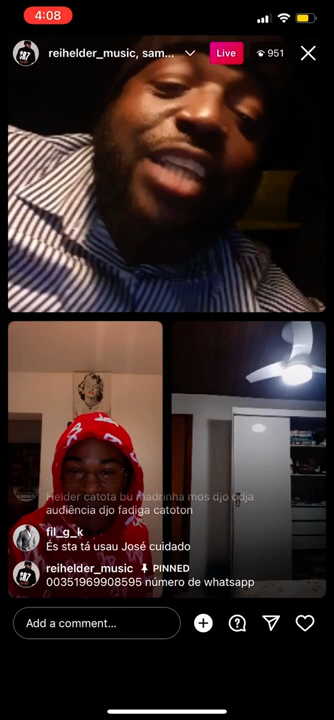 4:08
reihelder_music, sam...
Live
951
Helder catota bu madrinha mos djo odja
audiência djo fadiga catoton
fil_g_k
És sta tá usau José cuidado
reihelder_music PINNED
00351969908595 número de whatsapp
Add a comment...